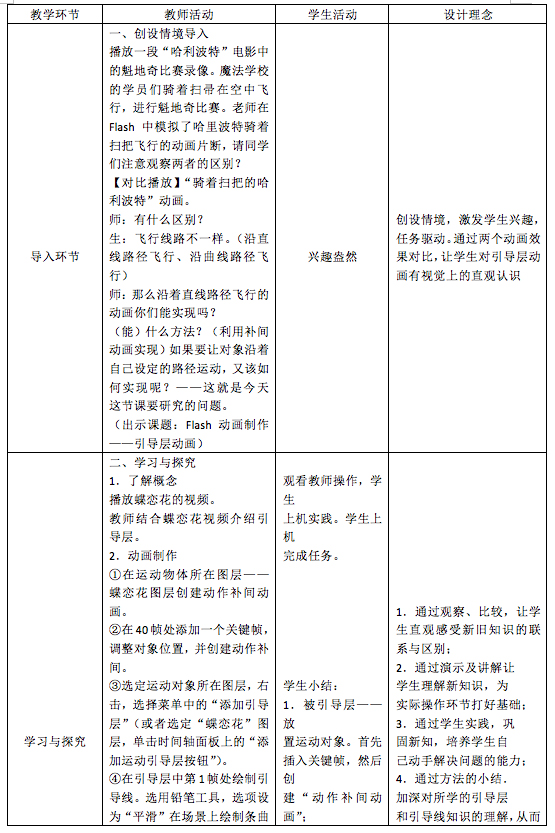 教学环节
教师活动
学生活动
设计理念
导入环节
一、创设情境导入
播放一段“哈利波特”电影中
的魁地奇比赛录像。魔法学校
的学员们骑着扫帚在空中飞
行，进行魁地奇比赛。老师在
Flash 中模拟了哈里波特骑着
扫把飞行的动画片断，请同学
们注意观察两者的区别？
【对比播放】“骑着扫把的哈
利波特”动画。
师：有什么区别？
生：飞行线路不一样。（沿直
线路径飞行、沿曲线路径飞
行）
师：那么沿着直线路径飞行的
动画你们能实现吗？
（能）什么方法？（利用补间
动画实现）如果要让对象沿着
自己设定的路径运动，又该如
何实现呢？——这就是今天
这节课要研究的问题。
（出示课题：Flash 动画制作
——引导层动画）
兴趣盎然
创设情境，激发学生兴趣，
任务驱动。通过两个动画效
果对比，让学生对引导层动
画有视觉上的直观认识
学习与探究
二、学习与探究
1．了解概念
播放蝶恋花的视频。
教师结合蝶恋花视频介绍引
导层。
2．动画制作
①在运动物体所在图层——
蝶恋花图层创建动作补间动
画。
②在 40 帧处添加一个关键帧，
调整对象位置，并创建动作补
间。
③选定运动对象所在图层，右
击，选择菜单中的“添加引导
层”（或者选定“蝶恋花”图
层，单击时间轴面板上的“添
加运动引导层按钮”）。
④在引导层中第 1 帧处绘制引
导线。选用铅笔工具，选项设
为“平滑”在场景上绘制条曲
观看教师操作，学
生
上机实践。学生上
机
完成任务。
学生小结：
1．被引导层——
放
置运动对象。首先
插入关键帧，然后
创
建“动作补间动
画”；
1．通过观察、比较，让学
生直观感受新旧知识的联
系与区别；
2．通过演示及讲解让
学生理解新知识，为
实际操作环节打好基础；
3．通过学生实践，巩
固新知，培养学生自
己动手解决问题的能力；
4．通过方法的小结．
加深对所学的引导层
和引导线知识的理解，从而